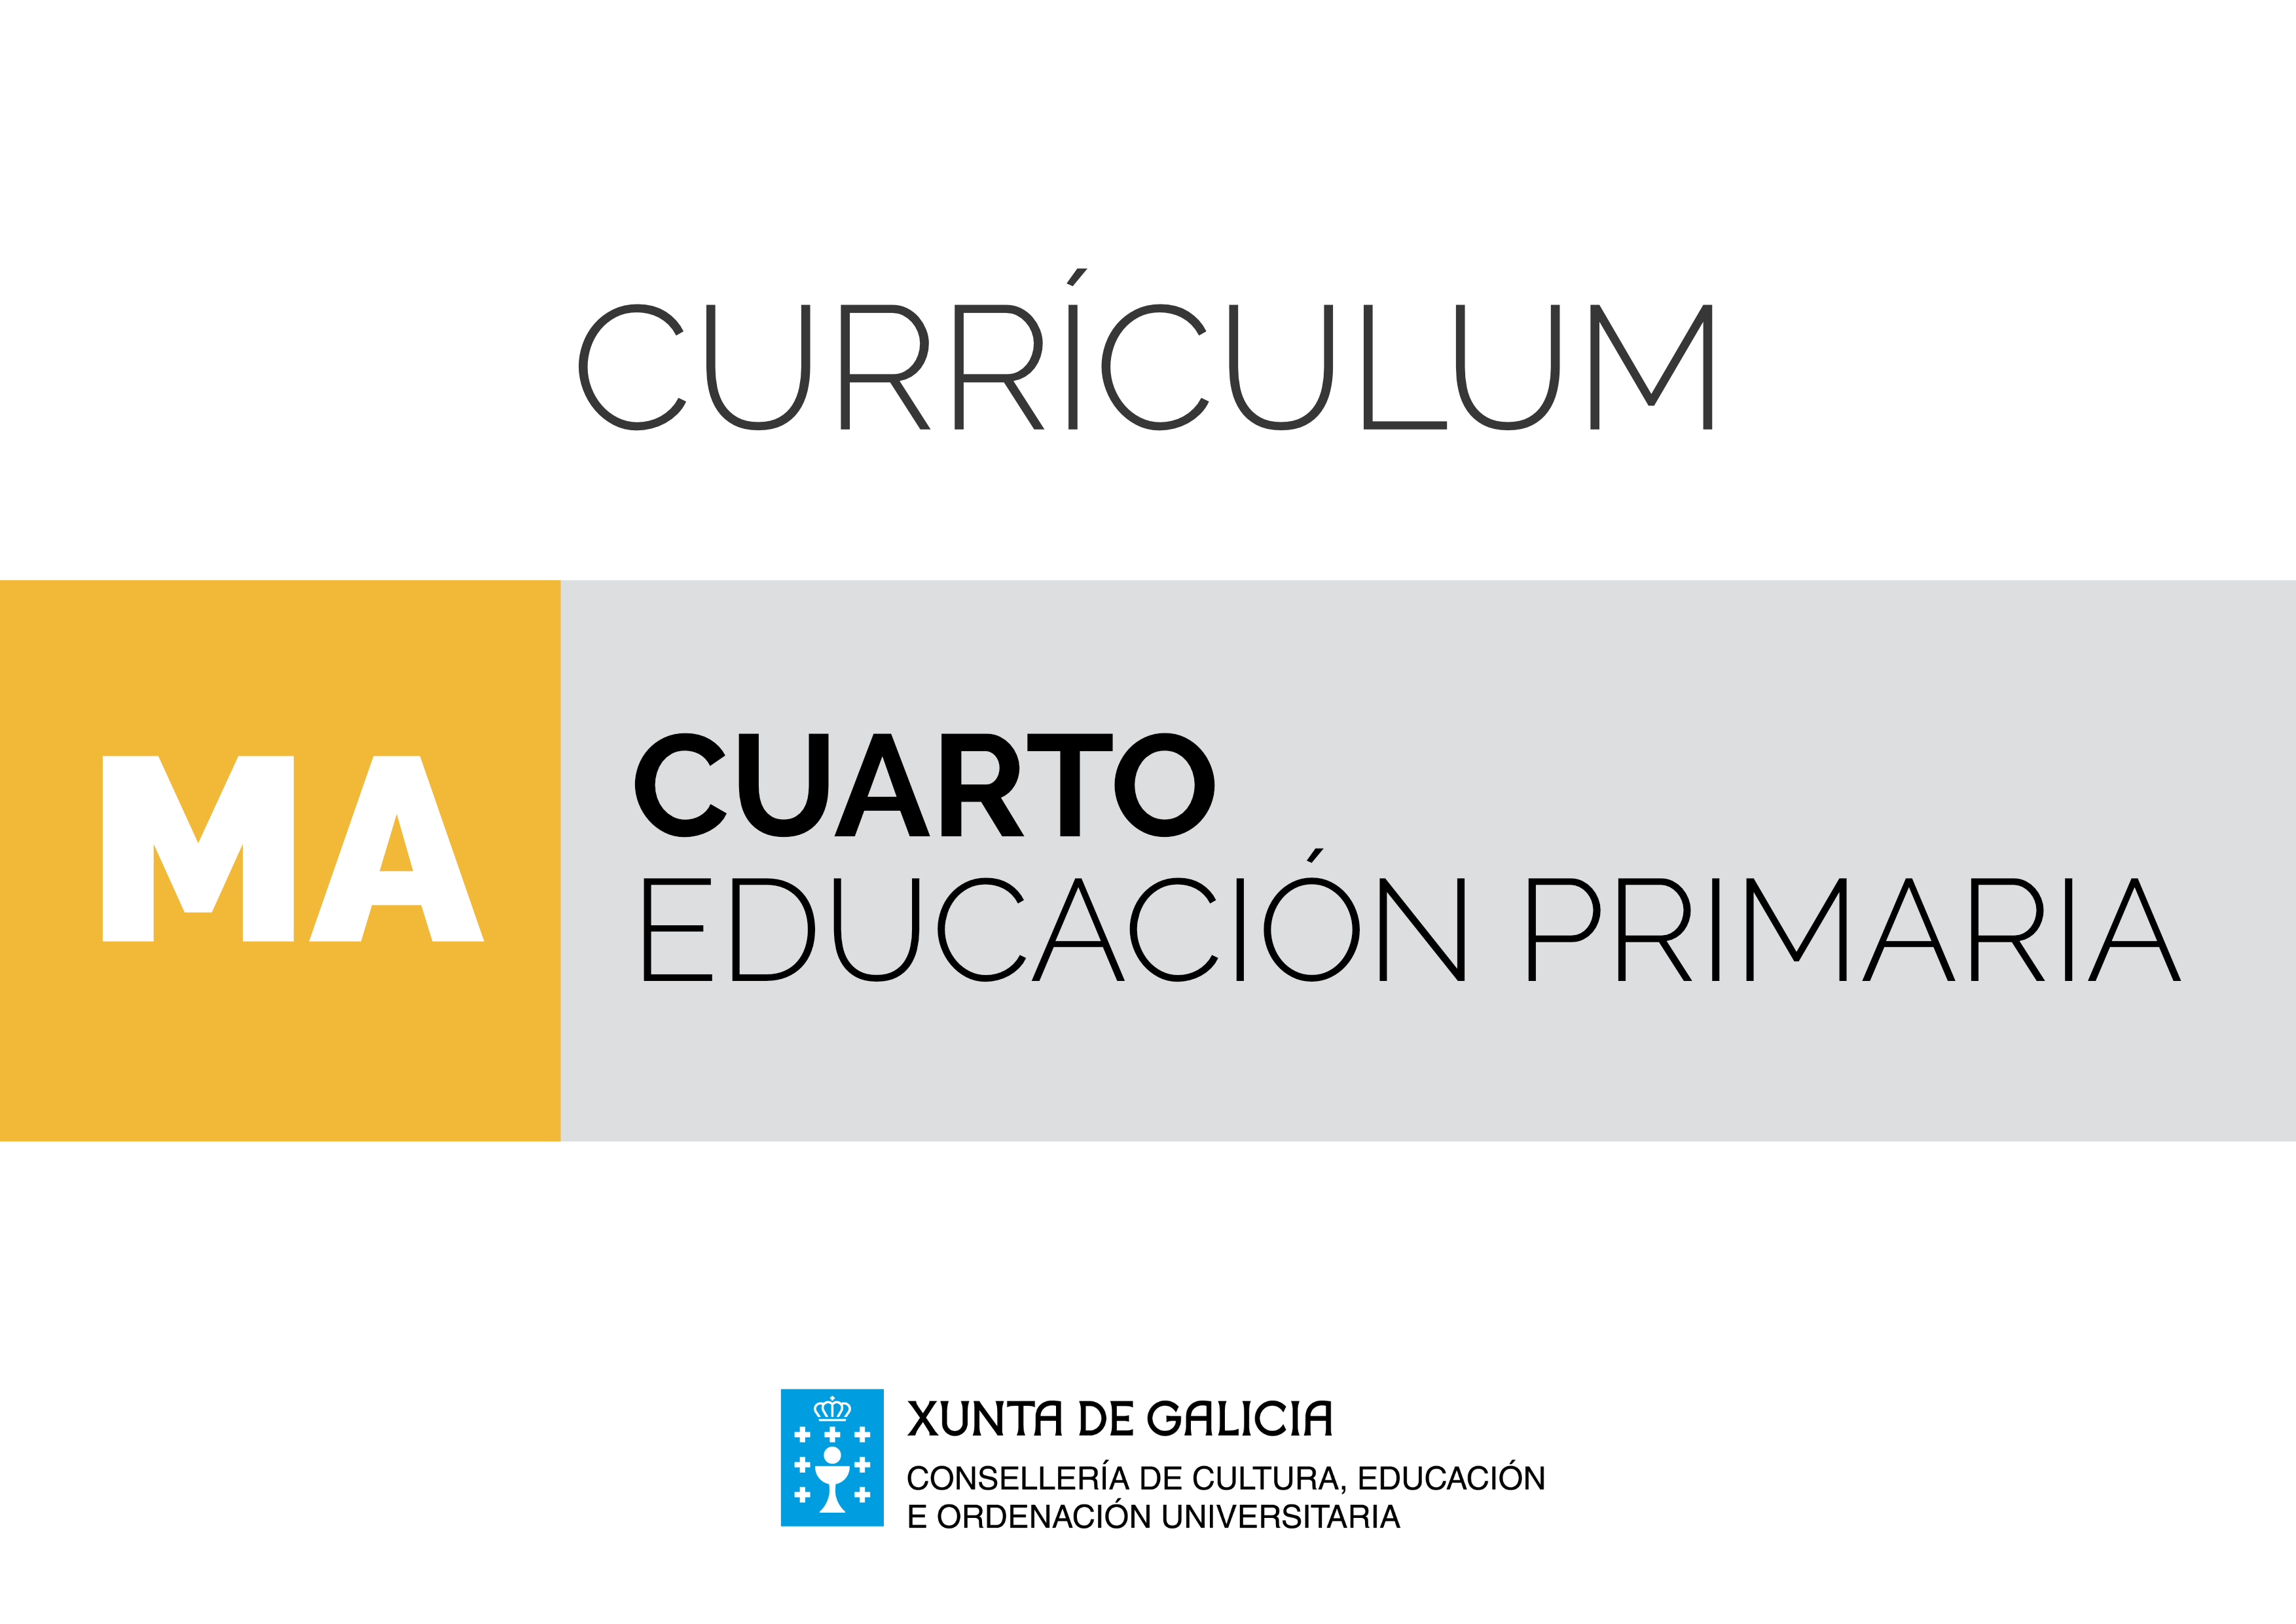 CURRÍCULUM
MA
CUARTO
EDUCACIÓN PRIMARIA
XUNTA DE GALICIA
CONSELLERÍA DE CULTURA, EDUCACIÓN
E ORDENACIÓN UNIVERSITARIA